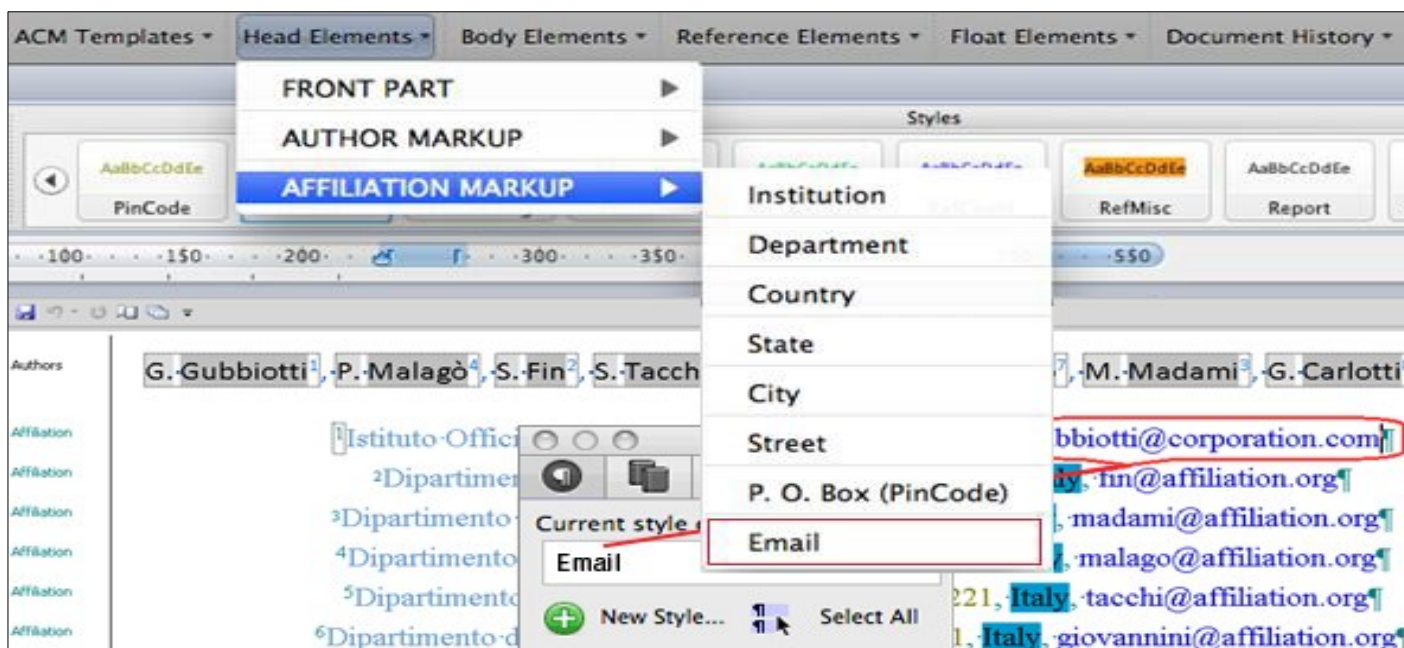 ACM Templates Head Elements Body Elements Reference Elements Float Elements Document History
FRONT PART
AUTHOR MARKUP
AFFILIATION MARKUP
Institution
Department
Country
State
City
Street
P. O. Box (PinCode)
Email
Styles
AaBbCcDdEe AaBbCcDdEe AaBbCcDdEe
PinCode RefMisc Report
100 150 200 300 350 550
Authors G. Gubbiotti1, P. Malagò4, S. Fin2, S. Tacch 7, M. Madami3, G. Carlotti
Affiliation 1Istituto Offici bbiotti@corporation.com¶
Affiliation 2Dipartimen ly, fin@affiliation.org¶
Affiliation 3Dipartimento , madami@affiliation.org¶
Affiliation 4Dipartimento , malago@affiliation.org¶
Affiliation 5Dipartimento 221, Italy, tacchi@affiliation.org¶
Affiliation 6Dipartimento d 1, Italy, giovannini@affiliation.org¶
Current style
Email
New Style... Select All